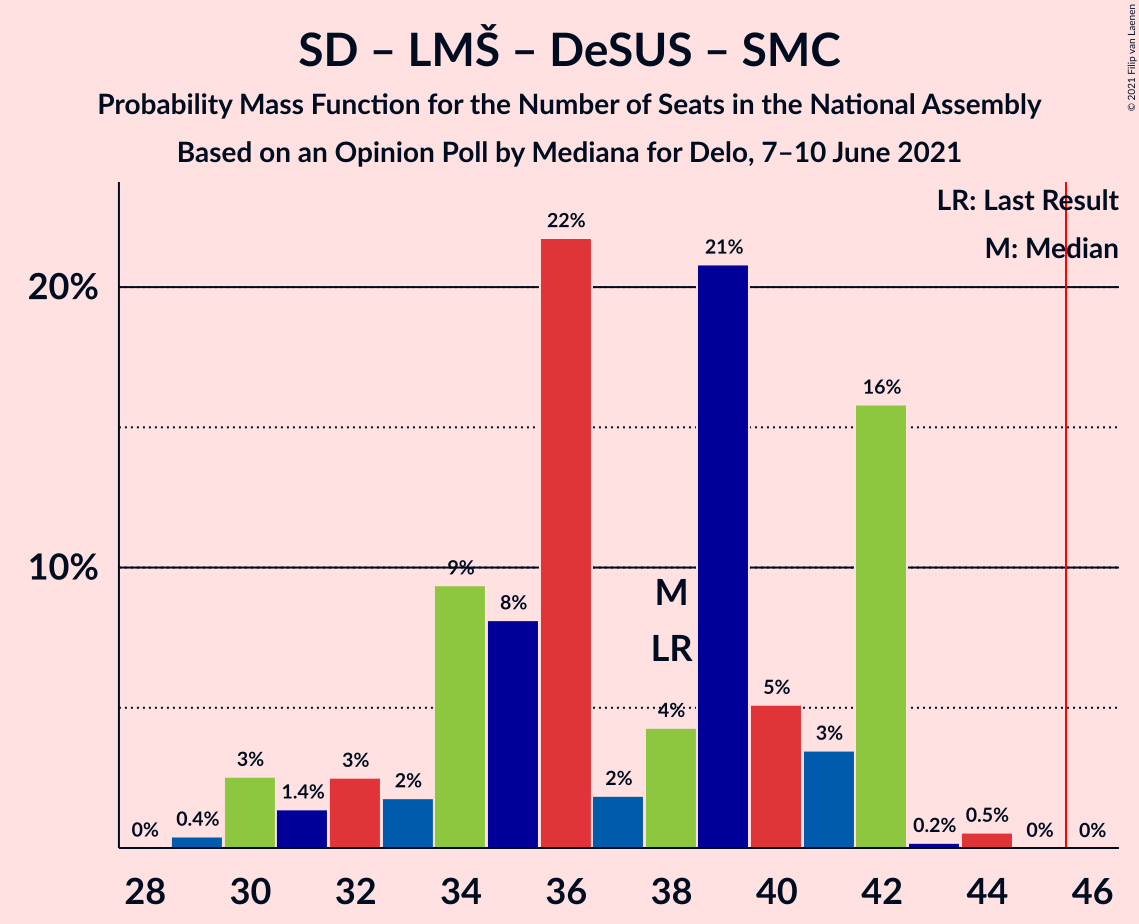 SD – LMŠ – DeSUS – SMC
Probability Mass Function for the Number of Seats in the National Assembly
Based on an Opinion Poll by Mediana for Delo, 7–10 June 2021
© 2021 Filip van Laenen
LR: Last Result
M: Median
20%
10%
0%
0.4%
3%
1.4%
3%
2%
9%
8%
22%
2%
4%
21%
5%
3%
16%
0.2%
0.5%
0%
0%
M
LR
28 30 32 34 36 38 40 42 44 46